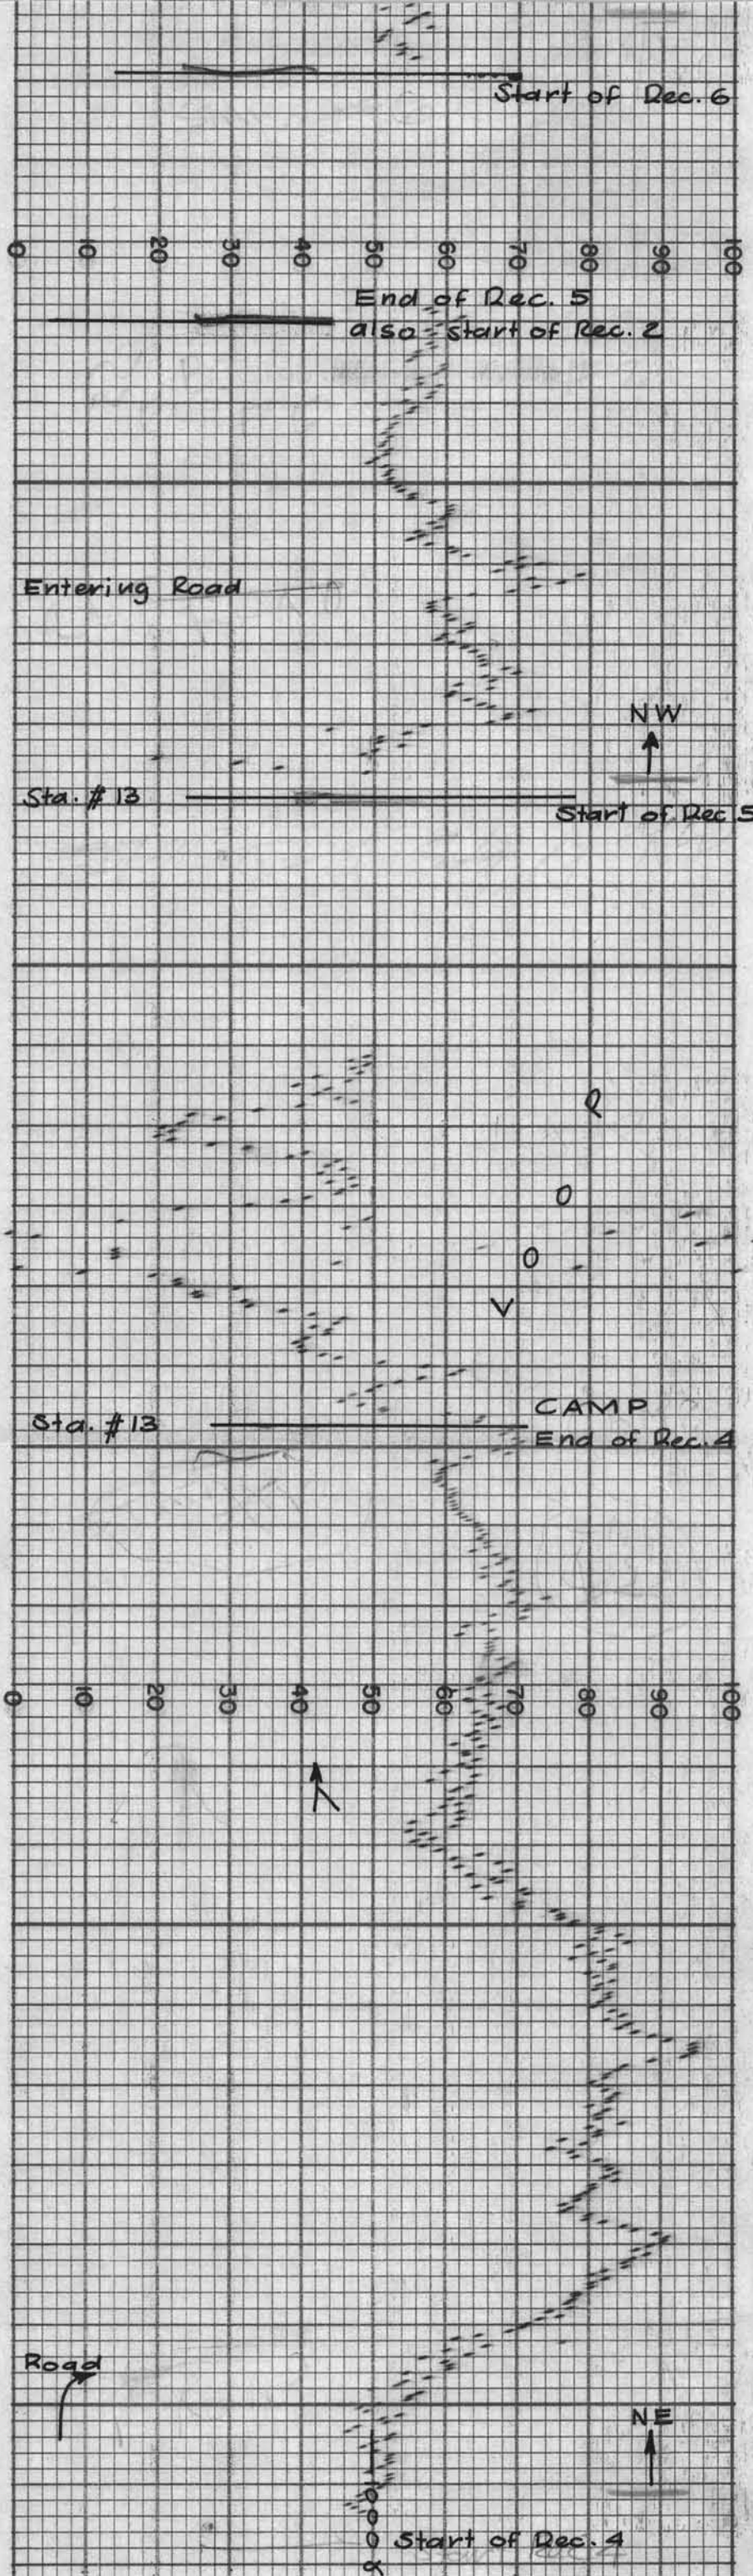 Start of Rec. 6
0 10 20 30 40 50 60 70 80 90 100
End of Rec. 5
also start of Rec. 2
Entering Road
NW
Sta. # 13
Start of Rec 5
CAMP
Sta. # 13
End of Rec. 4
0 10 20 30 40 50 60 70 80 90 100
Road
NE
Start of Rec. 4